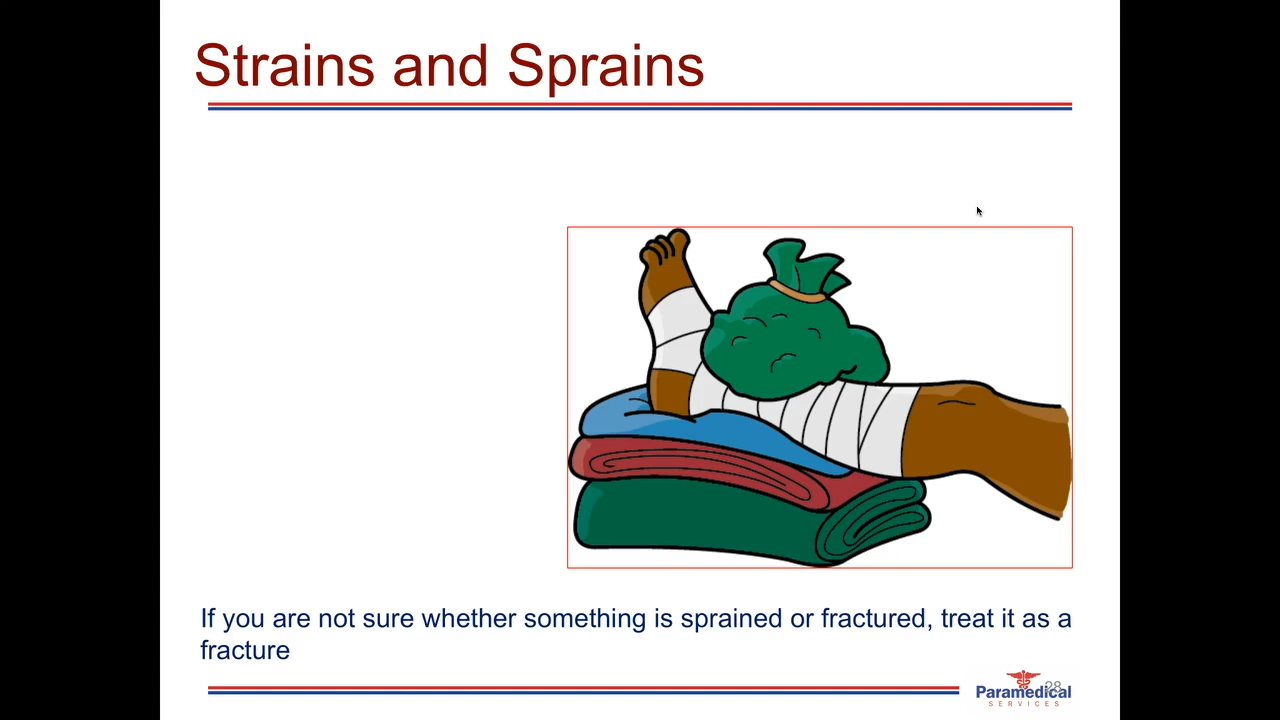 Strains and Sprains
If you are not sure whether something is sprained or fractured, treat it as a
fracture
28
Paramedical
SERVICES